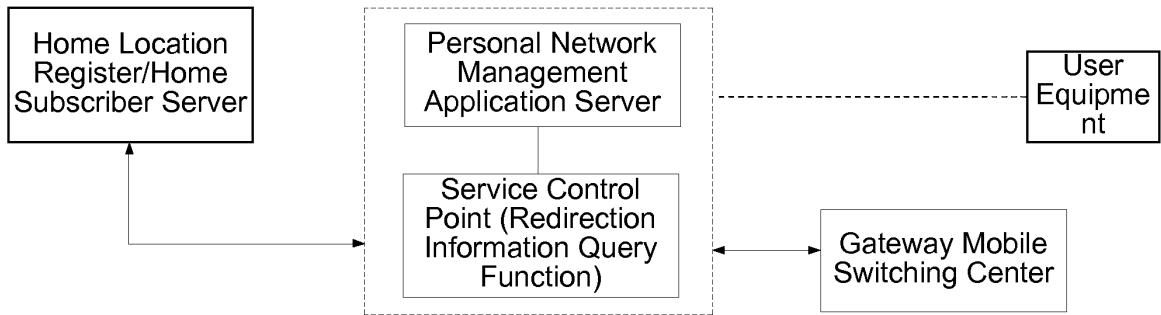 Home Location
Register/Home
Subscriber Server
Personal Network
Management
Application Server
User
Equipme
nt
Service Control
Point (Redirection
Information Query
Function)
Gateway Mobile
Switching Center